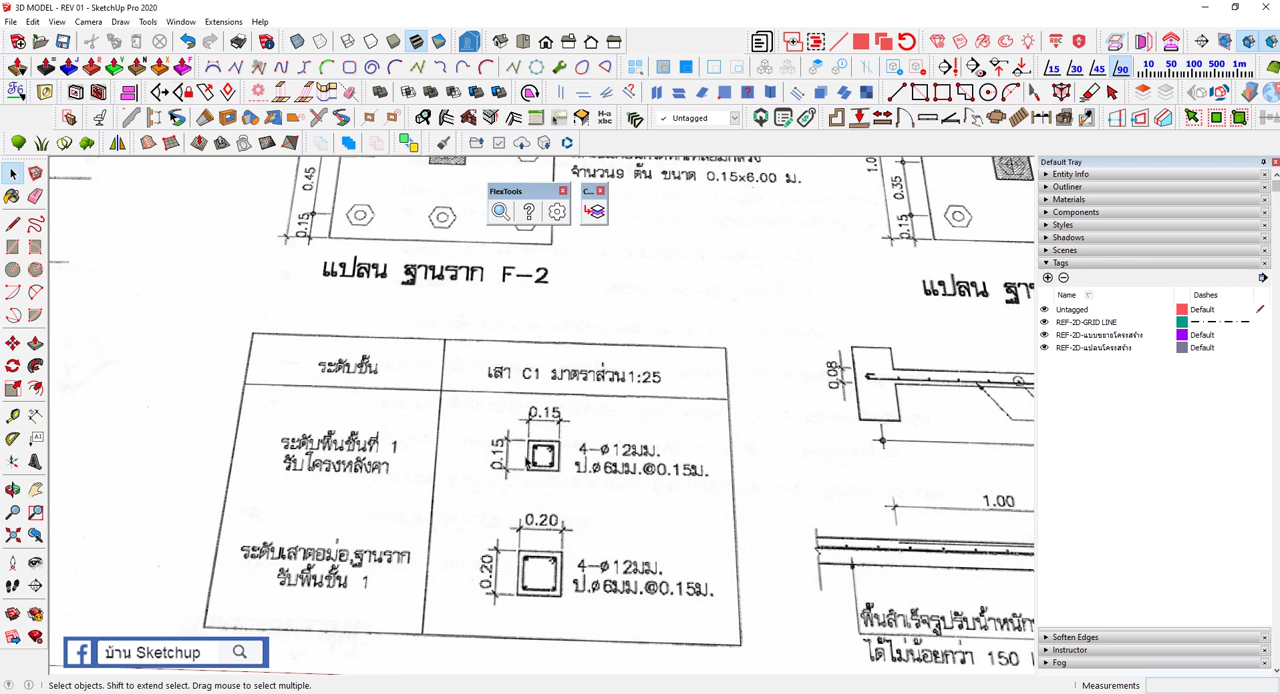 3D MODEL - REV 01 - SketchUp Pro 2020
File Edit View Camera Draw Tools Window Extensions Help
15 30 45 90 10 50 100 500 1m
Untagged
จำนวน9 ต้น ขนาด 0.15x6.00 ม.
0.45
0.15
FlexTools
C...
0.35
0.15
แปลน ฐานราก F-2
ระดับชั้น
เสา C1 มาตราส่วน1:25
ระดับพื้นชั้นที่ 1
รับโครงหลังคา
0.15
0.15
4-ø12มม.
ป.ø6มม.@0.15ม.
ระดับเสาตอม่อ,ฐานราก
รับพื้นชั้น 1
0.20
0.20
4-ø12มม.
ป.ø6มม.@0.15ม.
0.08
1.00
พื้นสำเร็จรูปรับน้ำหนัก
ได้ไม่น้อยกว่า 150
บ้าน Sketchup
Default Tray
Entity Info
Outliner
Materials
Components
Styles
Shadows
Scenes
Tags
Name Dashes
Untagged Default
REF-2D-GRID LINE
REF-2D-แบบขยายโครงสร้าง Default
REF-2D-แปลนโครงสร้าง Default
Soften Edges
Instructor
Fog
Select objects. Shift to extend select. Drag mouse to select multiple.
Measurements